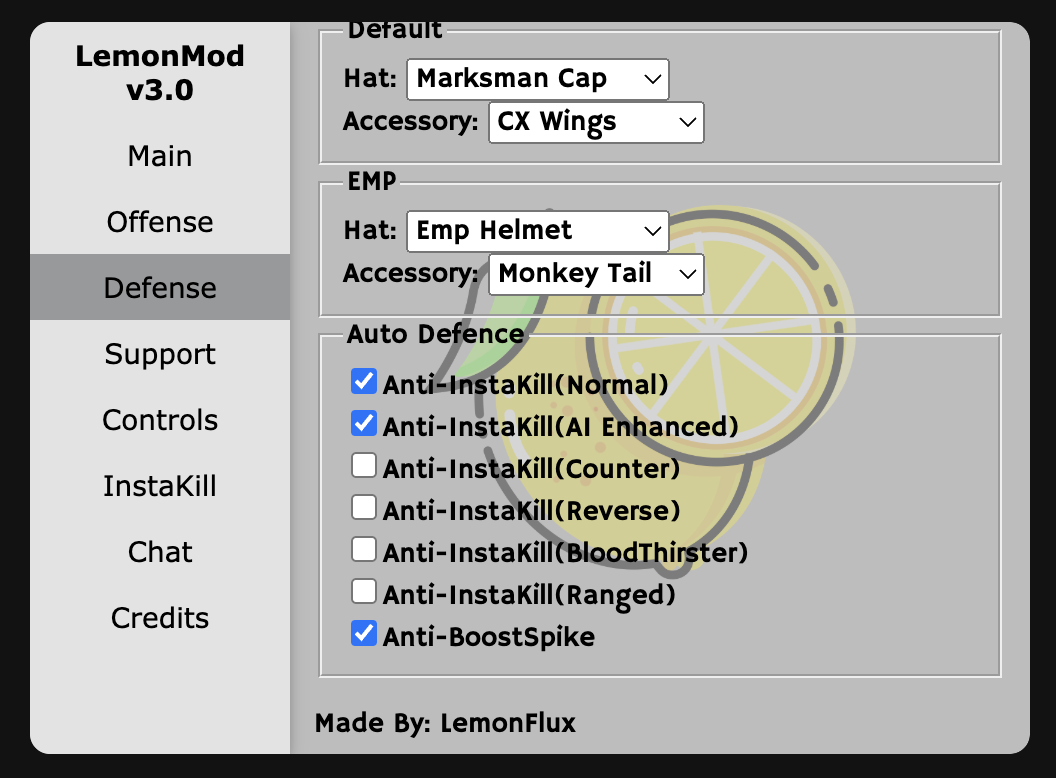 LemonMod
v3.0
Main
Offense
Defense
Support
Controls
InstaKill
Chat
Credits
Default
Hat: Marksman Cap
Accessory: CX Wings
EMP
Hat: Emp Helmet
Accessory: Monkey Tail
Auto Defence
Anti-InstaKill(Normal)
Anti-InstaKill(AI Enhanced)
Anti-InstaKill(Counter)
Anti-InstaKill(Reverse)
Anti-InstaKill(BloodThirster)
Anti-InstaKill(Ranged)
Anti-BoostSpike
Made By: LemonFlux